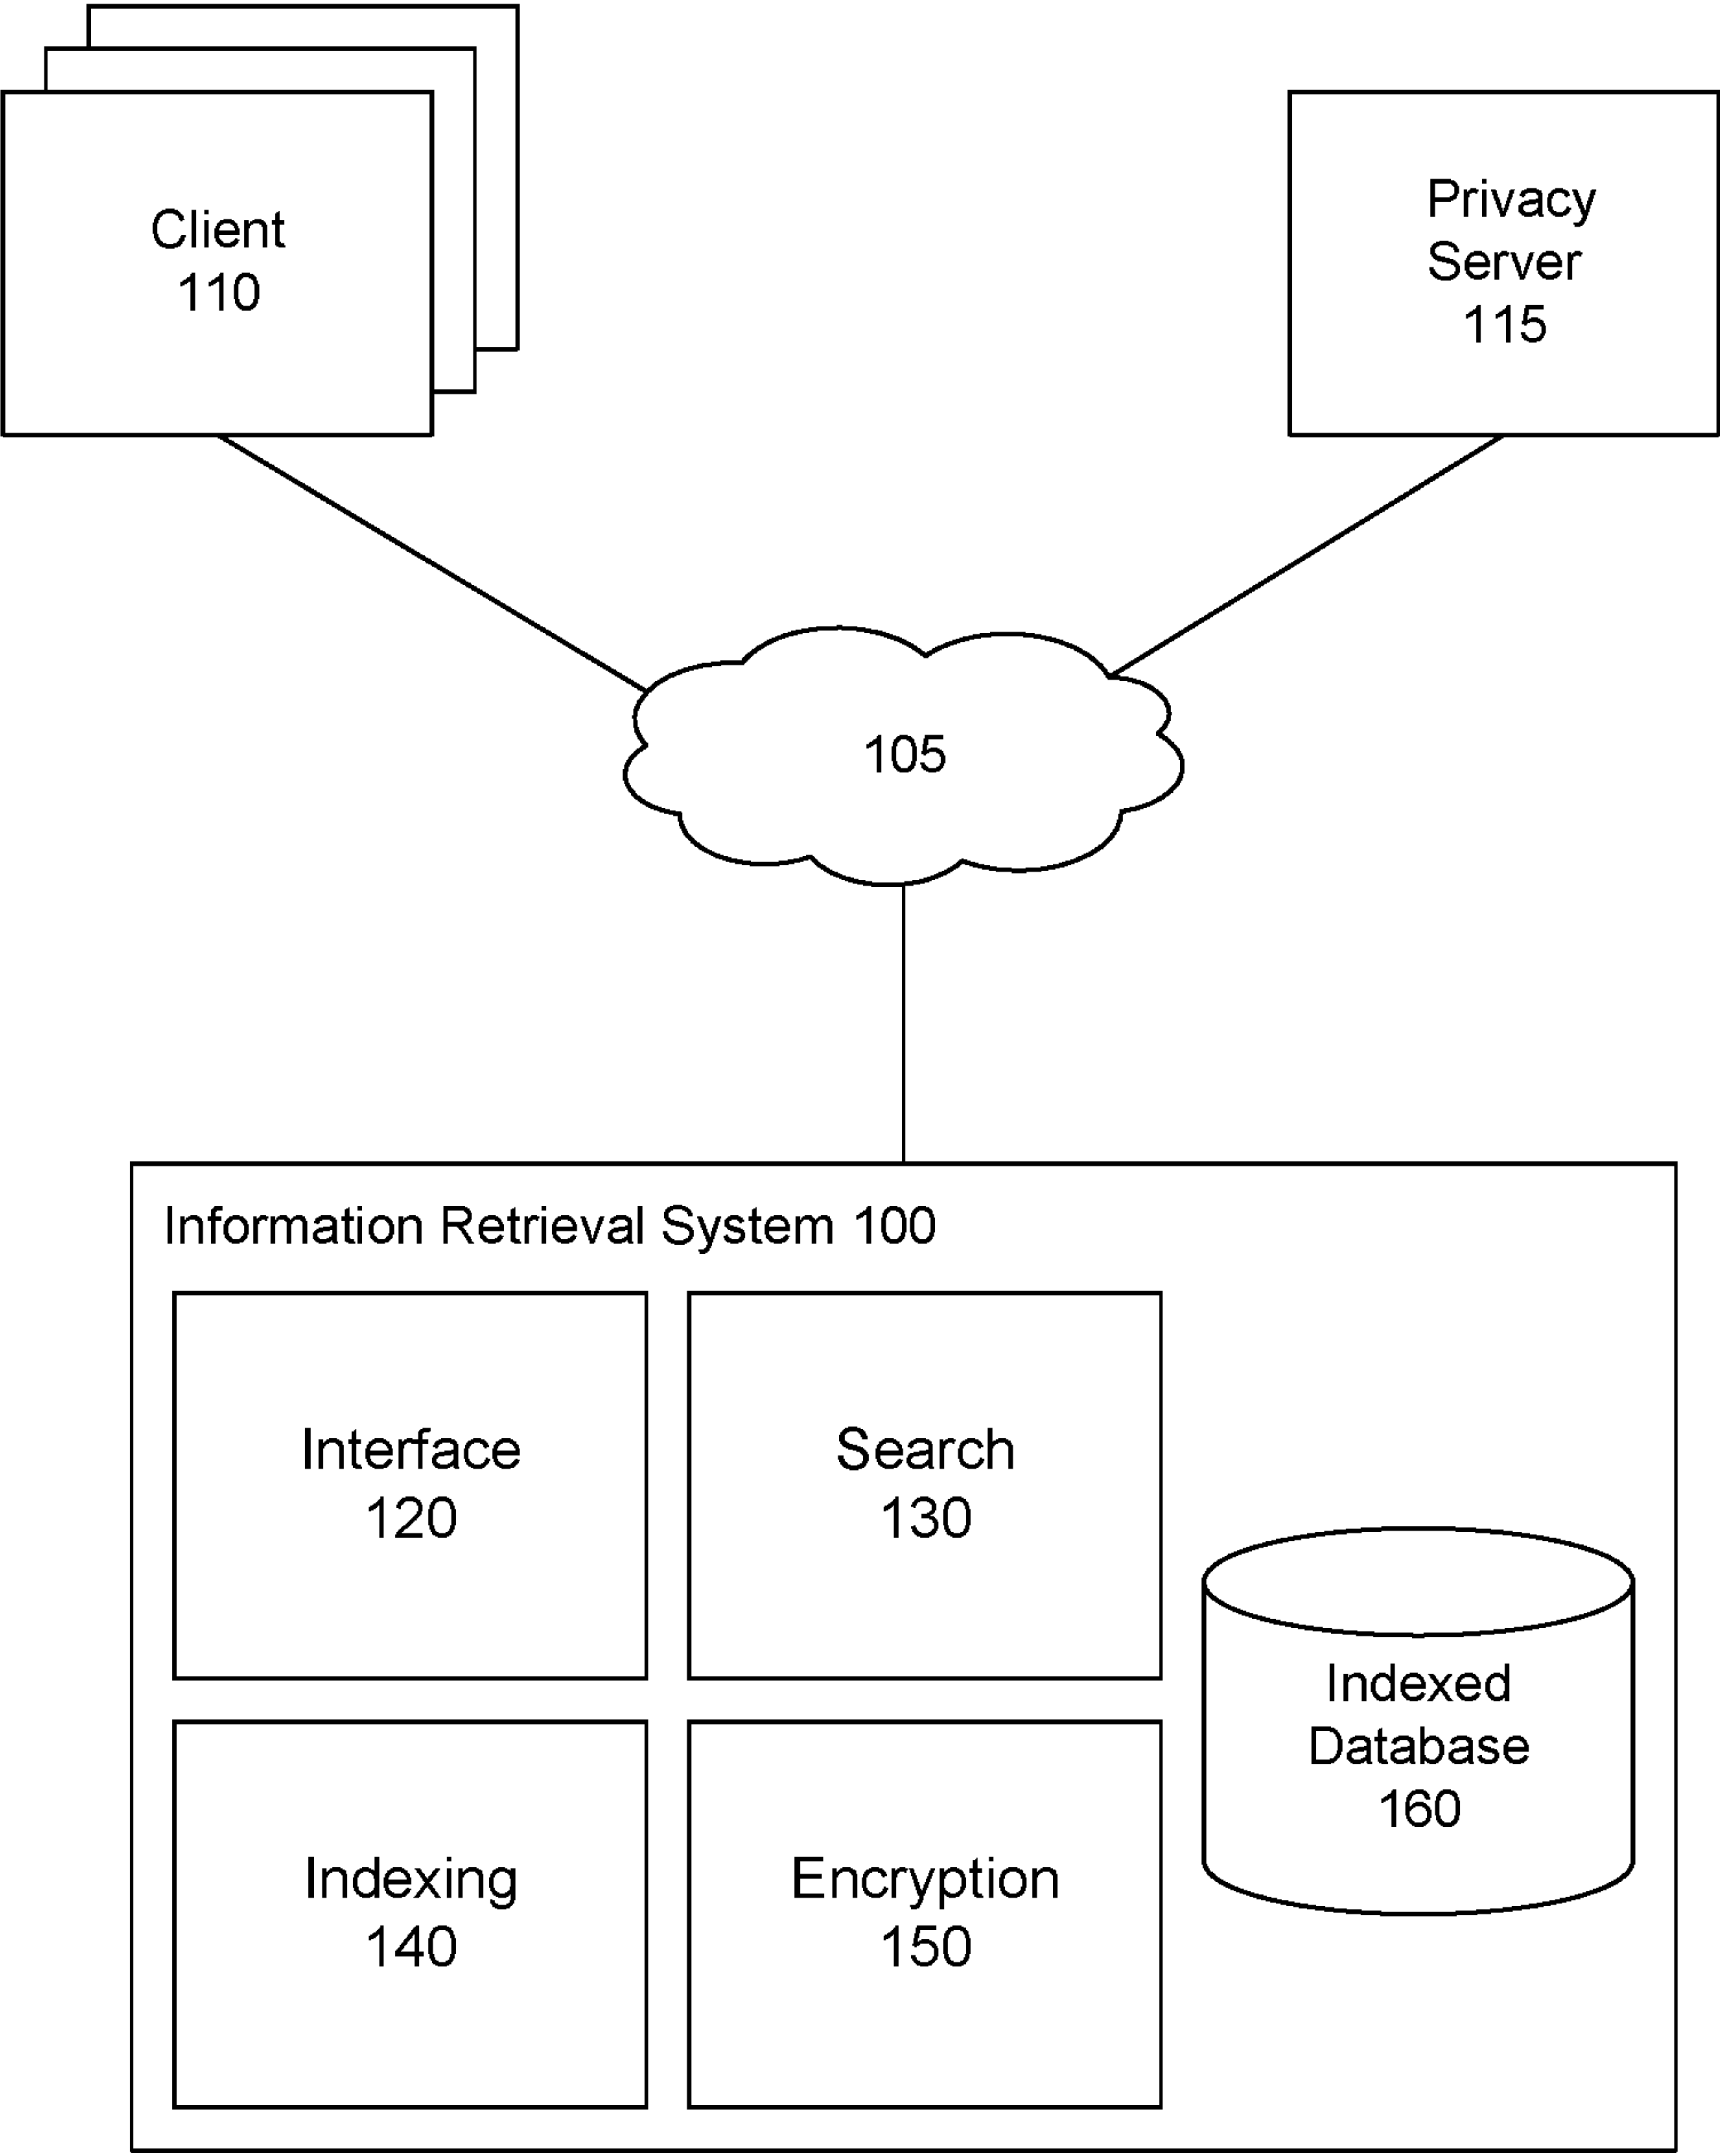 Client
110
Privacy
Server
115
105
Information Retrieval System 100
Interface
120
Search
130
Indexing
140
Encryption
150
Indexed
Database
160